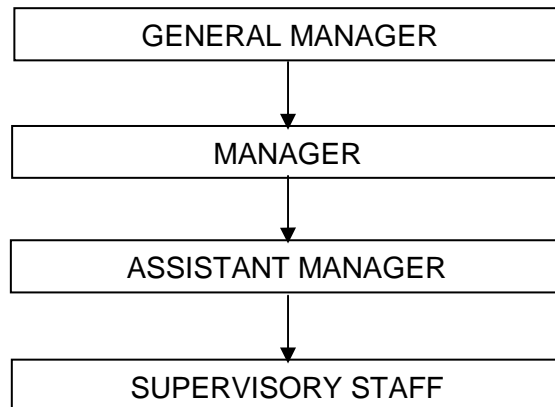 GENERAL MANAGER
MANAGER
ASSISTANT MANAGER
SUPERVISORY STAFF